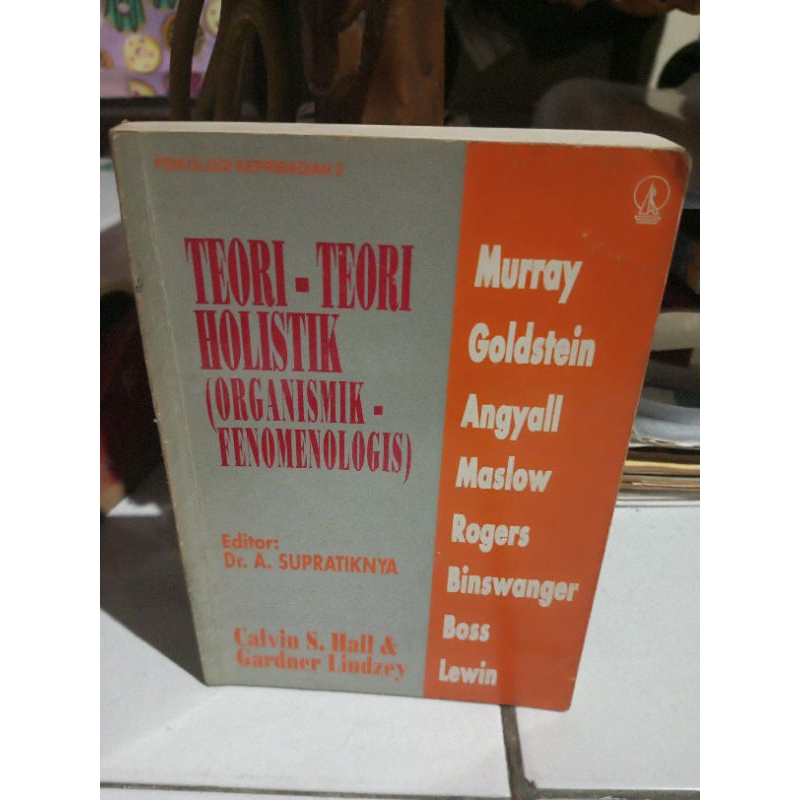 PSIKOLOGI KEPRIBADIAN 2
TEORI - TEORI
HOLISTIK
(ORGANISMIK -
FENOMENOLOGIS)
Editor:
Dr. A. SUPRATIKNYA
Calvin S. Hall &
Gardner Lindzey
Murray
Goldstein
Angyall
Maslow
Rogers
Binswanger
Boss
Lewin